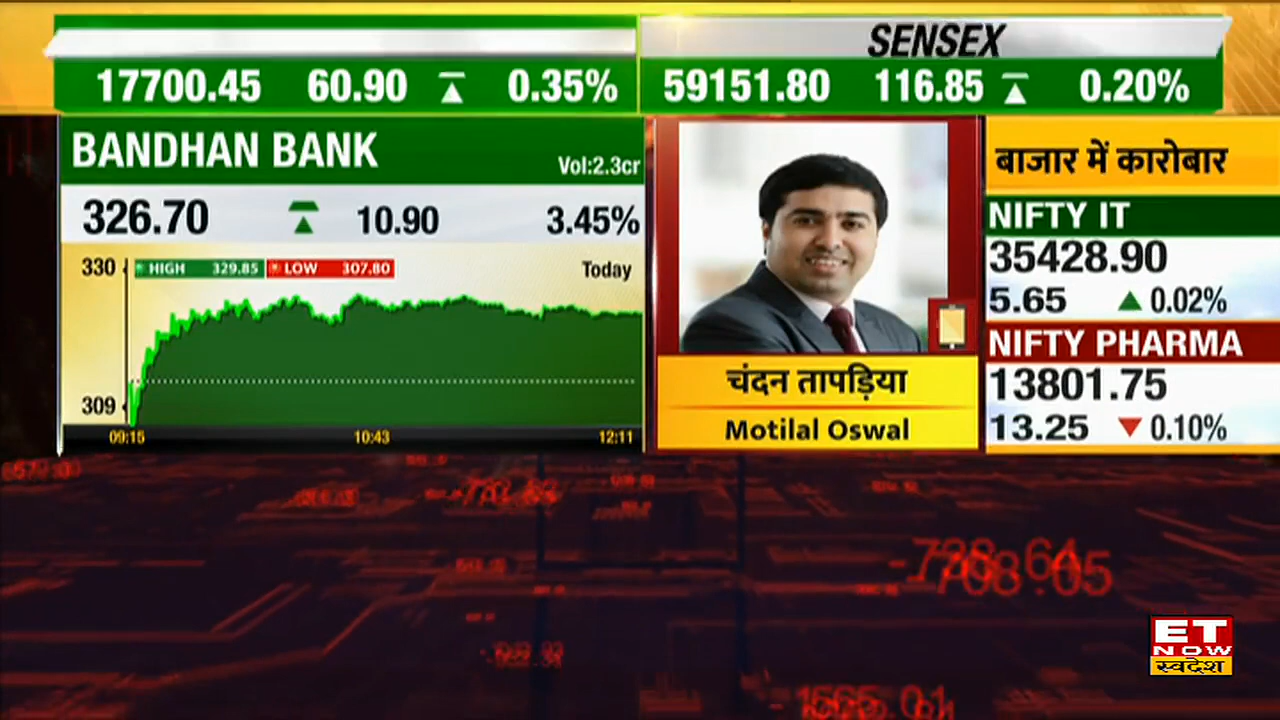 SENSEX
17700.45 60.90 0.35%
59151.80 116.85 0.20%
BANDHAN BANK
Vol:2.3cr
326.70 10.90 3.45%
330
HIGH 329.85 LOW 307.80
Today
309
09:15 10:43 12:11
चंदन तापड़िया
Motilal Oswal
बाजार में कारोबार
NIFTY IT
35428.90
5.65 0.02%
NIFTY PHARMA
13801.75
13.25 0.10%
ET
NOW
स्वदेश